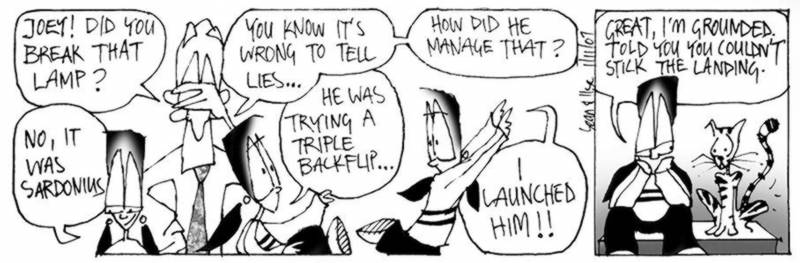 JOEY! DID YOU
BREAK THAT
LAMP?
NO, IT
WAS
SARDONIUS
YOU KNOW IT'S
WRONG TO TELL
LIES...
HE WAS
TRYING A
TRIPLE
BACKFLIP...
HOW DID HE
MANAGE THAT?
I
LAUNCHED
HIM!!
GREAT, I'M GROUNDED.
TOLD YOU YOU COULDN'T
STICK THE LANDING.